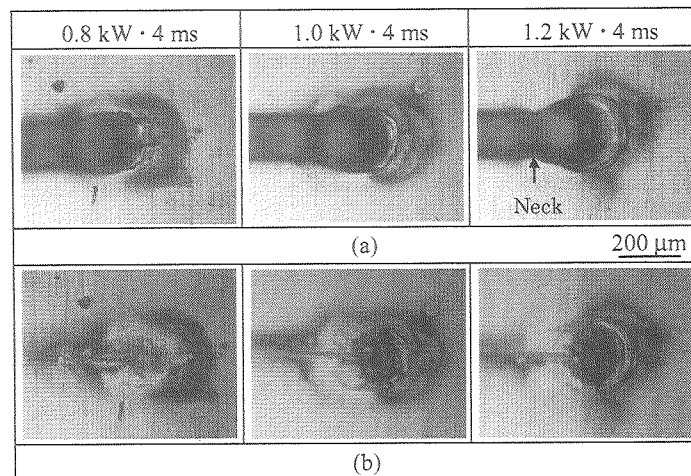 0.8 kW · 4 ms
1.0 kW · 4 ms
1.2 kW · 4 ms
Neck
(a)
200 μm
(b)